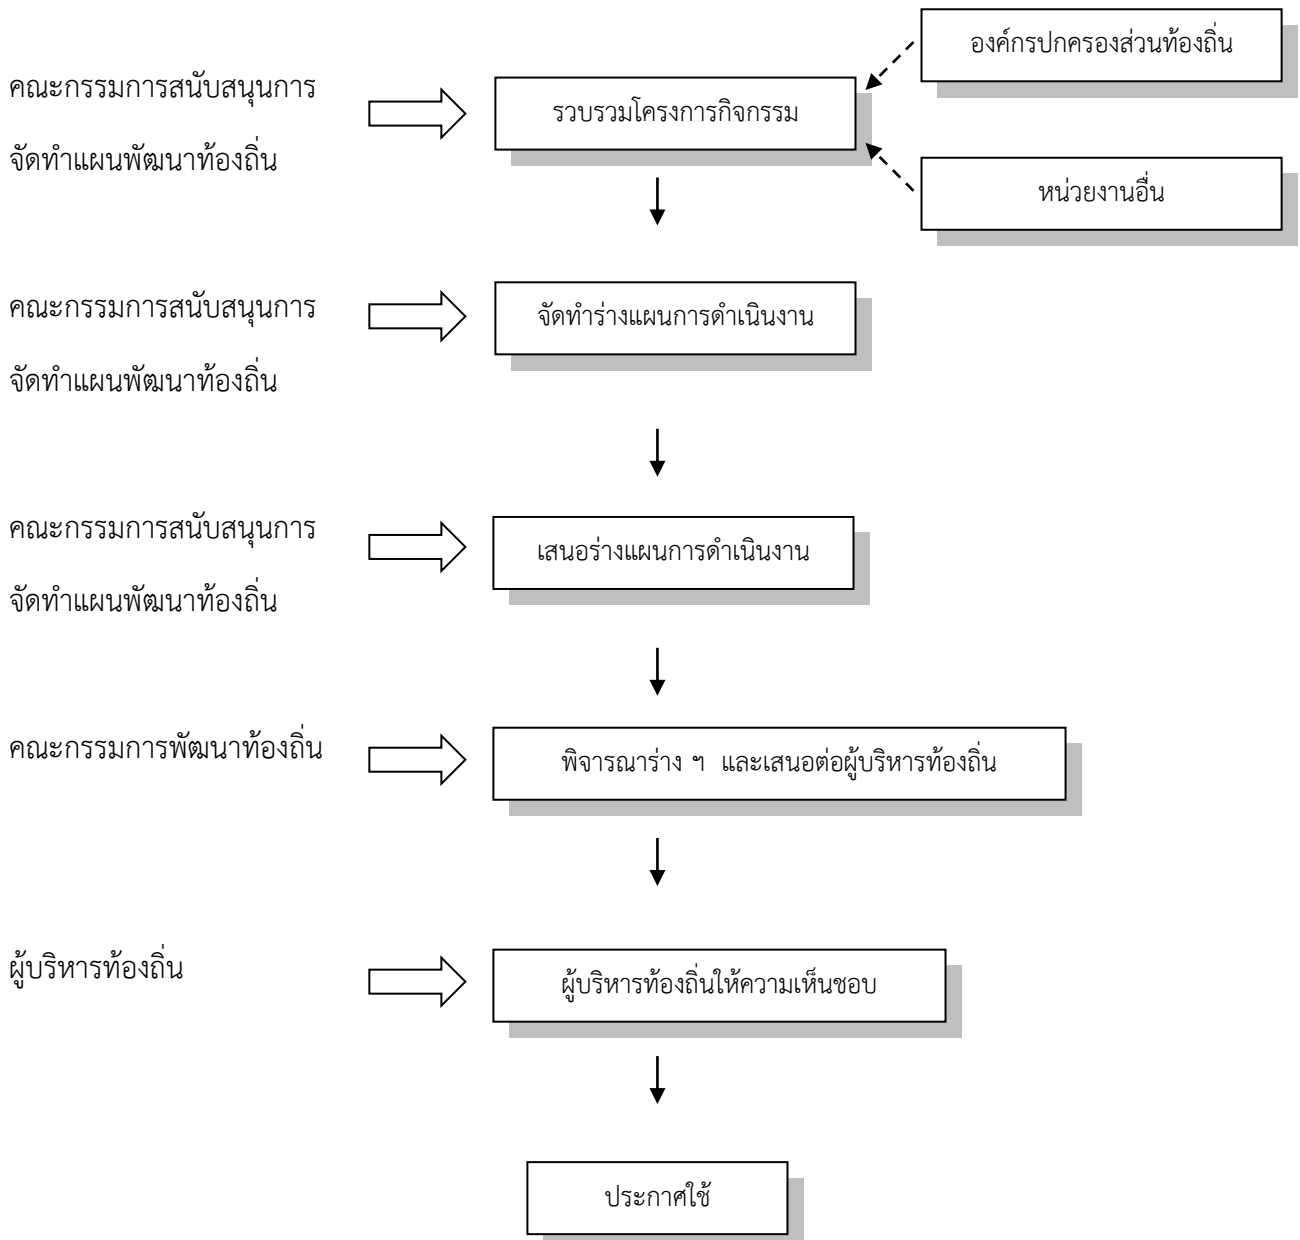 องค์กรปกครองส่วนท้องถิ่น
คณะกรรมการสนับสนุนการ
จัดทำแผนพัฒนาท้องถิ่น
รวบรวมโครงการกิจกรรม
หน่วยงานอื่น
คณะกรรมการสนับสนุนการ
จัดทำแผนพัฒนาท้องถิ่น
จัดทำร่างแผนการดำเนินงาน
คณะกรรมการสนับสนุนการ
จัดทำแผนพัฒนาท้องถิ่น
เสนอร่างแผนการดำเนินงาน
คณะกรรมการพัฒนาท้องถิ่น
พิจารณาร่าง ฯ และเสนอต่อผู้บริหารท้องถิ่น
ผู้บริหารท้องถิ่น
ผู้บริหารท้องถิ่นให้ความเห็นชอบ
ประกาศใช้